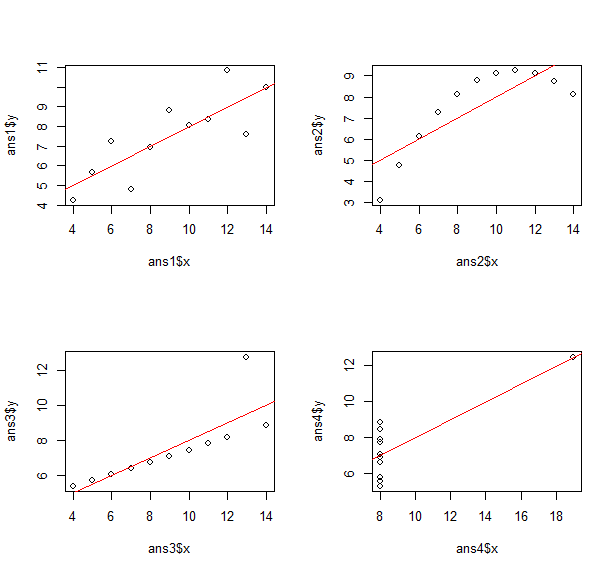 ans1$y
4 5 6 7 8 9 11
4 6 8 10 12 14
ans1$x
ans2$y
3 4 5 6 7 8 9
4 6 8 10 12 14
ans2$x
ans3$y
6 8 10 12
4 6 8 10 12 14
ans3$x
ans4$y
6 8 10 12
8 10 12 14 16 18
ans4$x